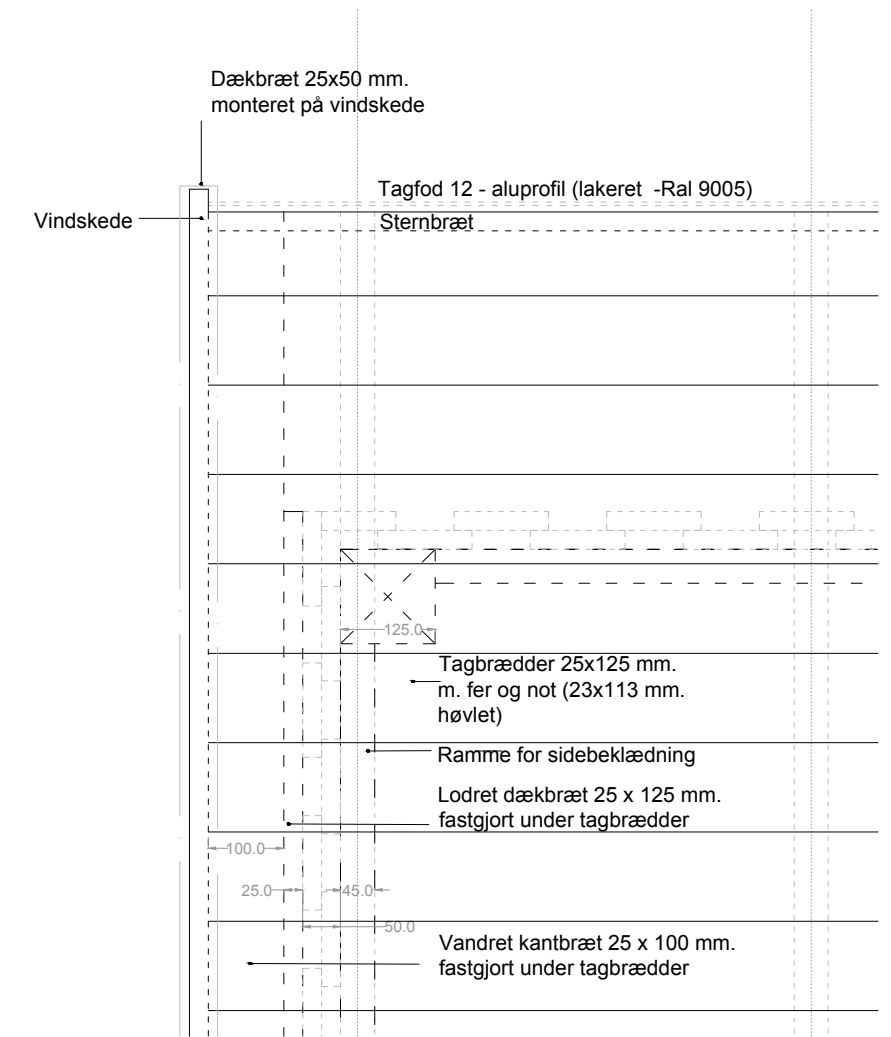 Dækbræt 25x50 mm.
monteret på vindskede
Tagfod 12 - aluprofil (lakeret -Ral 9005)
Vindskede
Sternbræt
125.0
Tagbrædder 25x125 mm.
m. fer og not (23x113 mm.
høvlet)
Ramme for sidebeklædning
Lodret dækbræt 25 x 125 mm.
fastgjort under tagbrædder
100.0
25.0
45.0
50.0
Vandret kantbræt 25 x 100 mm.
fastgjort under tagbrædder